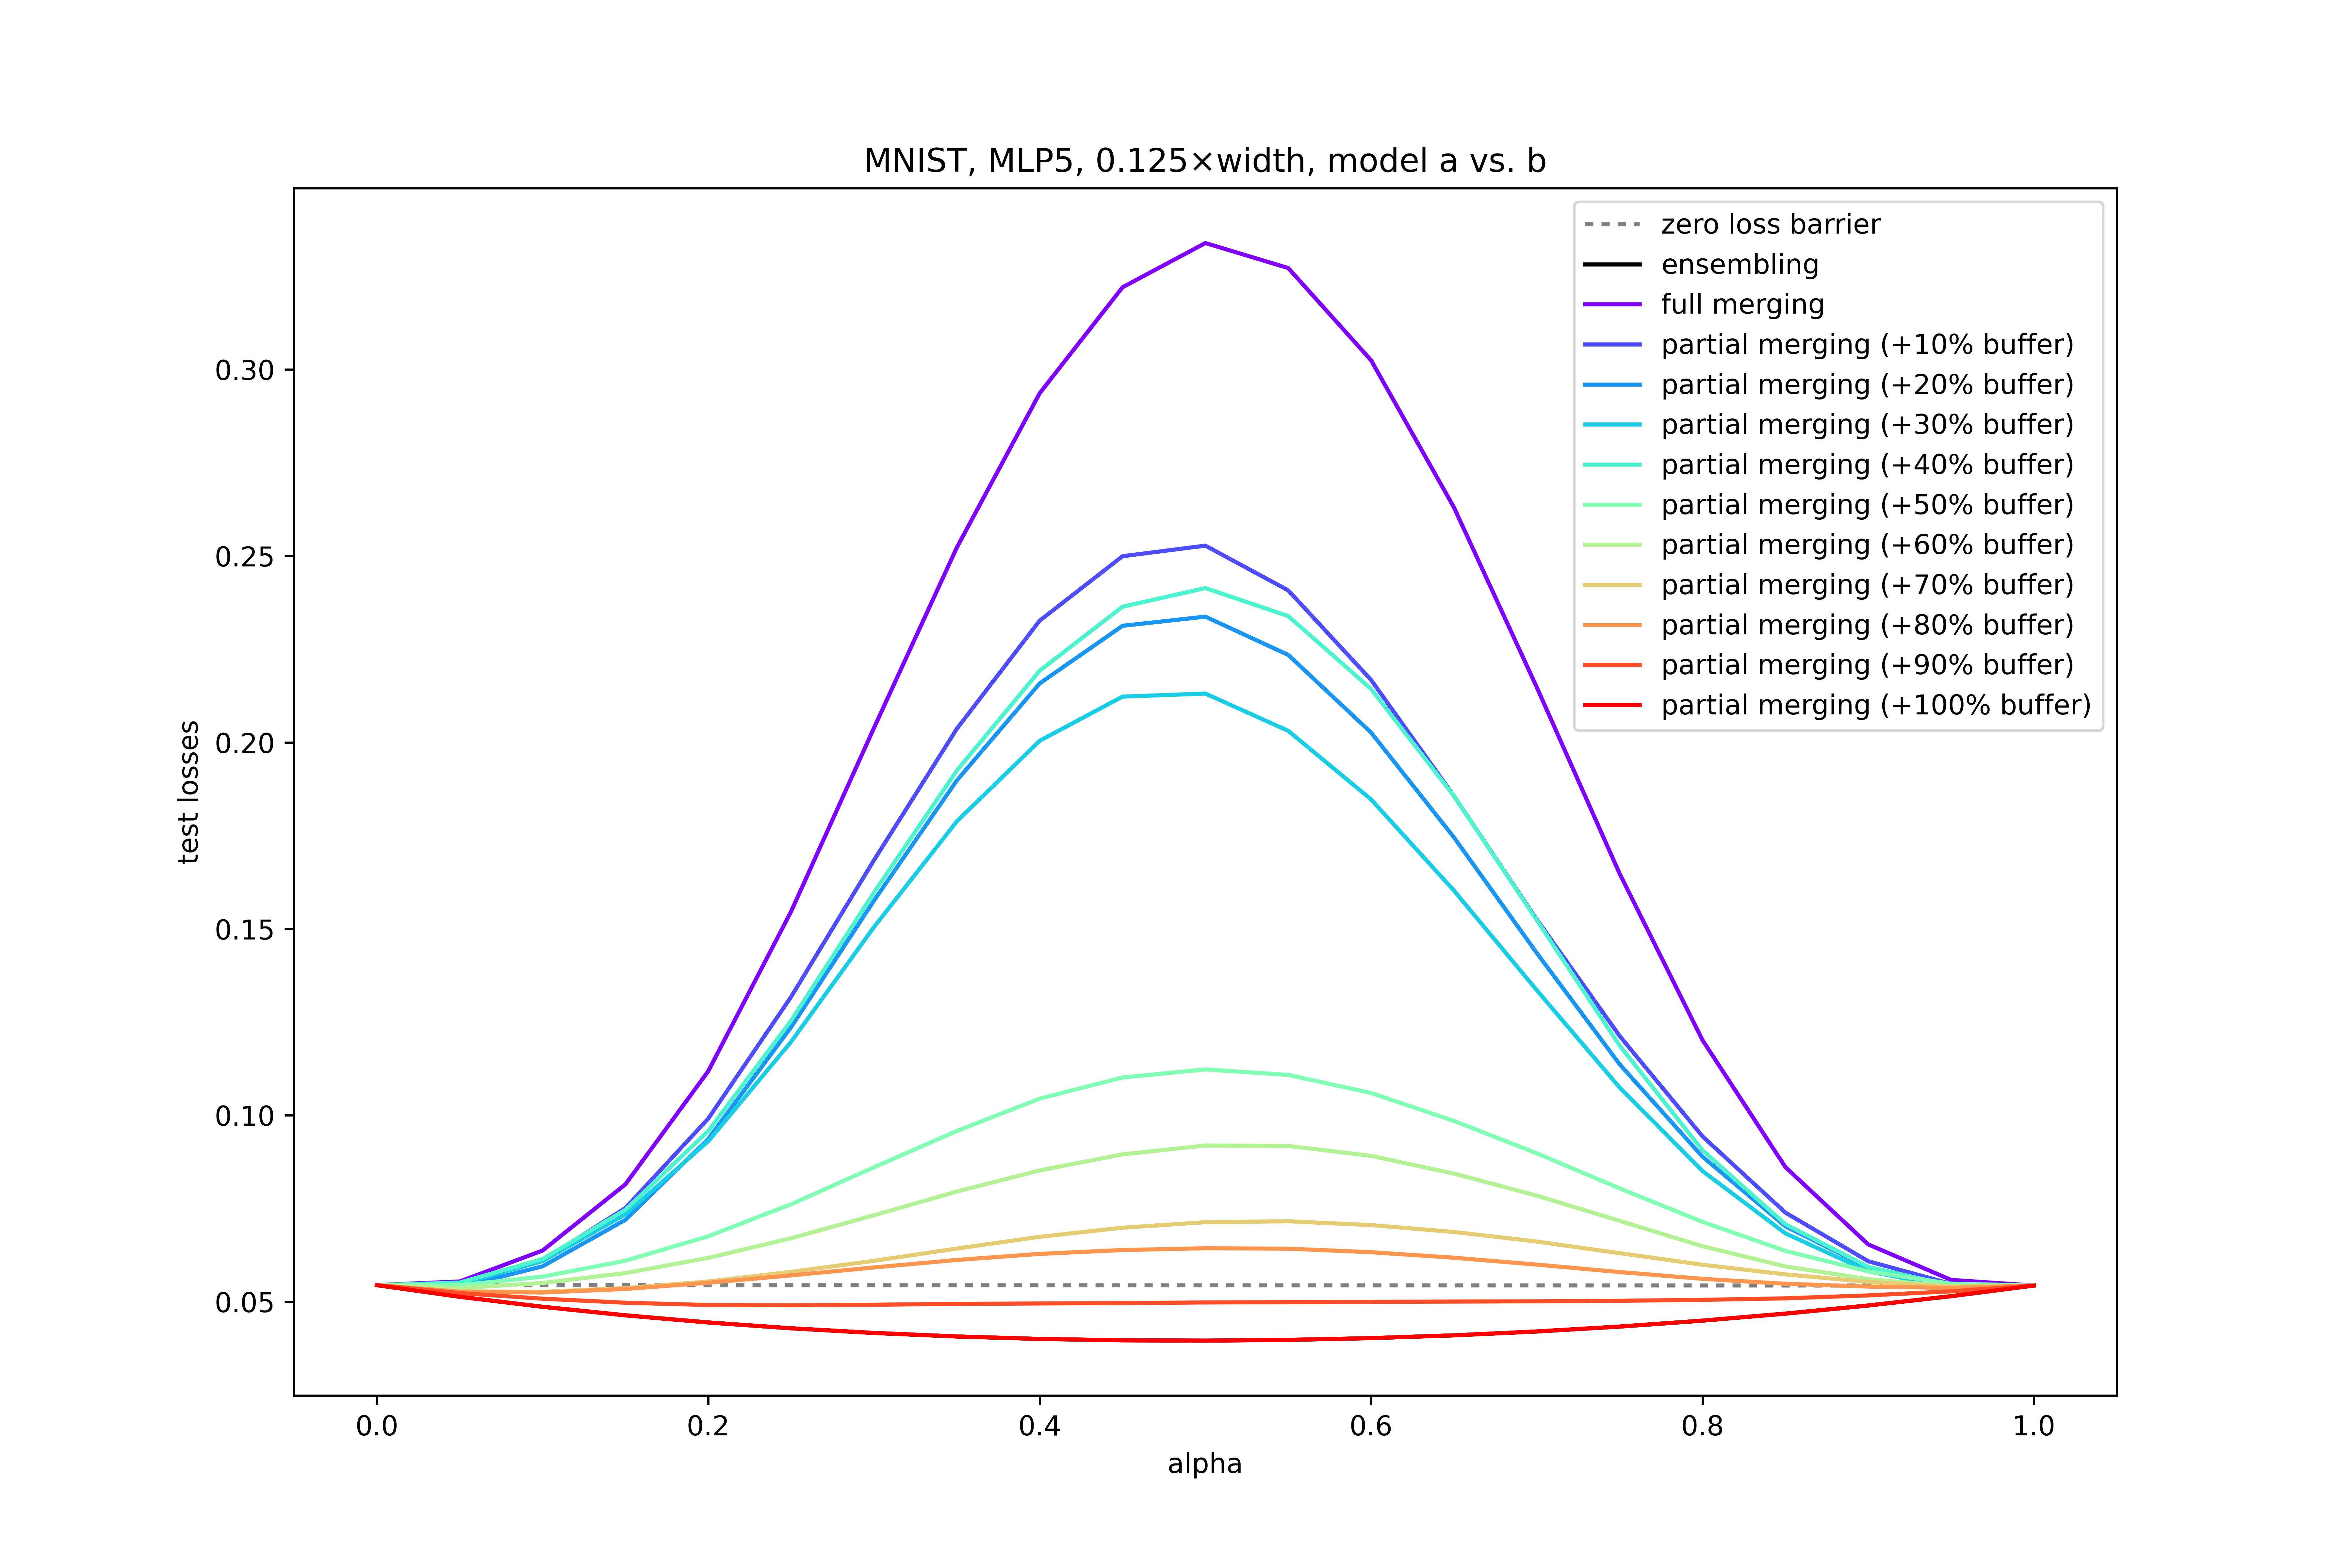 MNIST, MLP5, 0.125×width, model a vs. b
zero loss barrier
ensembling
full merging
partial merging (+10% buffer)
partial merging (+20% buffer)
partial merging (+30% buffer)
partial merging (+40% buffer)
partial merging (+50% buffer)
partial merging (+60% buffer)
partial merging (+70% buffer)
partial merging (+80% buffer)
partial merging (+90% buffer)
partial merging (+100% buffer)
test losses
0.30
0.25
0.20
0.15
0.10
0.05
0.0 0.2 0.4 0.6 0.8 1.0
alpha